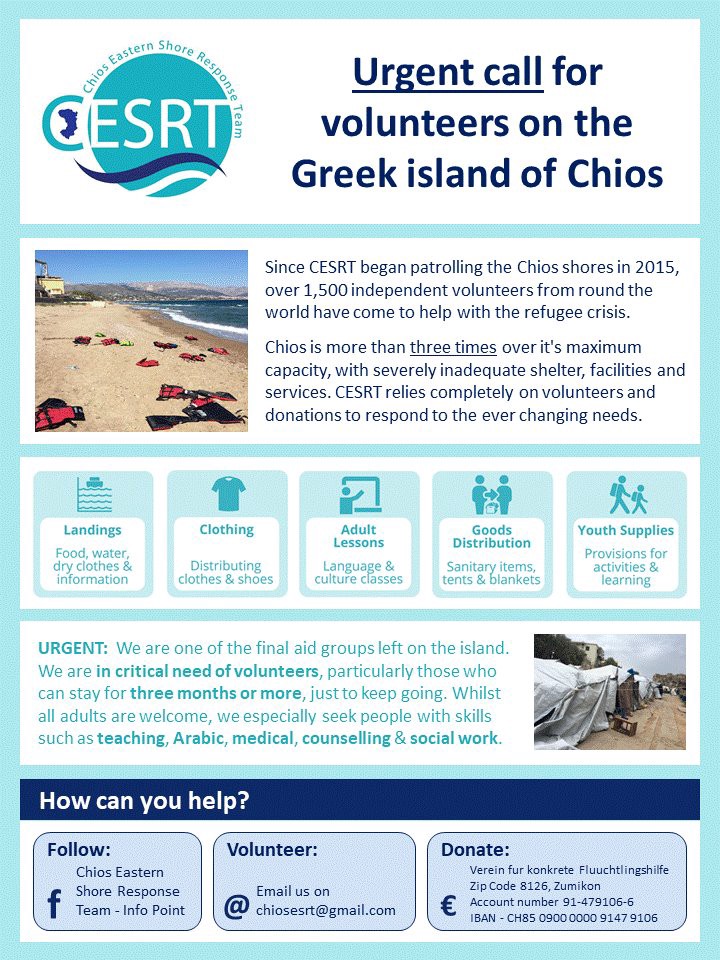 Chios Eastern Shore Response Team
CESRT
Urgent call for
volunteers on the
Greek island of Chios
Since CESRT began patrolling the Chios shores in 2015,
over 1,500 independent volunteers from round the
world have come to help with the refugee crisis.
Chios is more than three times over it's maximum
capacity, with severely inadequate shelter, facilities and
services. CESRT relies completely on volunteers and
donations to respond to the ever changing needs.
Landings
Food, water,
dry clothes &
information
Clothing
Distributing
clothes & shoes
Adult
Lessons
Language &
culture classes
Goods
Distribution
Sanitary items,
tents & blankets
Youth Supplies
Provisions for
activities &
learning
URGENT: We are one of the final aid groups left on the island.
We are in critical need of volunteers, particularly those who
can stay for three months or more, just to keep going. Whilst
all adults are welcome, we especially seek people with skills
such as teaching, Arabic, medical, counselling & social work.
How can you help?
Follow:
f
Chios Eastern
Shore Response
Team - Info Point
Volunteer:
@
Email us on
chiosesrt@gmail.com
Donate:
€
Verein fur konkrete Fluuchtlingshilfe
Zip Code 8126, Zumikon
Account number 91-479106-6
IBAN - CH85 0900 0000 9147 9106